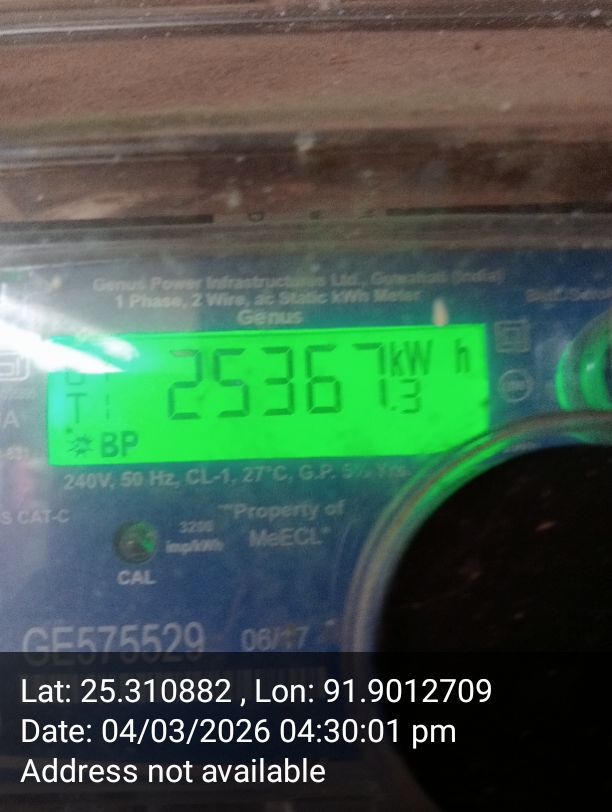 Genus Power Infrastructures Ltd., Guwahati (India)
1 Phase, 2 Wire, ac Static kWh Meter
Genus
25367.3 kW h
T
BP
240V, 50 Hz, CL-1, 27°C, G.P. 5½ Yrs.
S CAT-C
"Property of
MeECL"
3200
imp/kWh
CAL
GE575529 06/17
Lat: 25.310882 , Lon: 91.9012709
Date: 04/03/2026 04:30:01 pm
Address not available